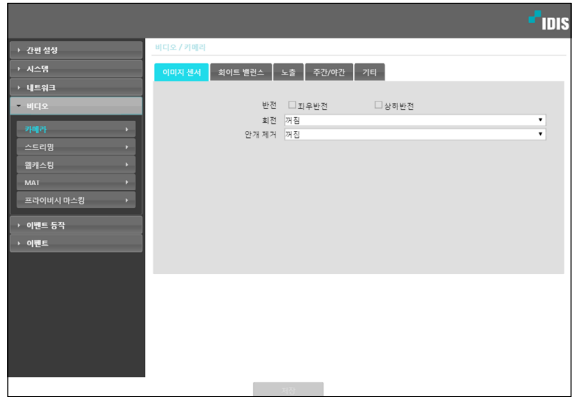 IDIS
간편 설정
시스템
네트워크
비디오
카메라
스트리밍
웹캐스팅
MAT
프라이버시 마스킹
이벤트 동작
이벤트
비디오 / 카메라
이미지 센서 화이트 밸런스 노출 주간/야간 기타
반전 좌우반전 상하반전
회전 꺼짐
안개 제거 꺼짐
저장